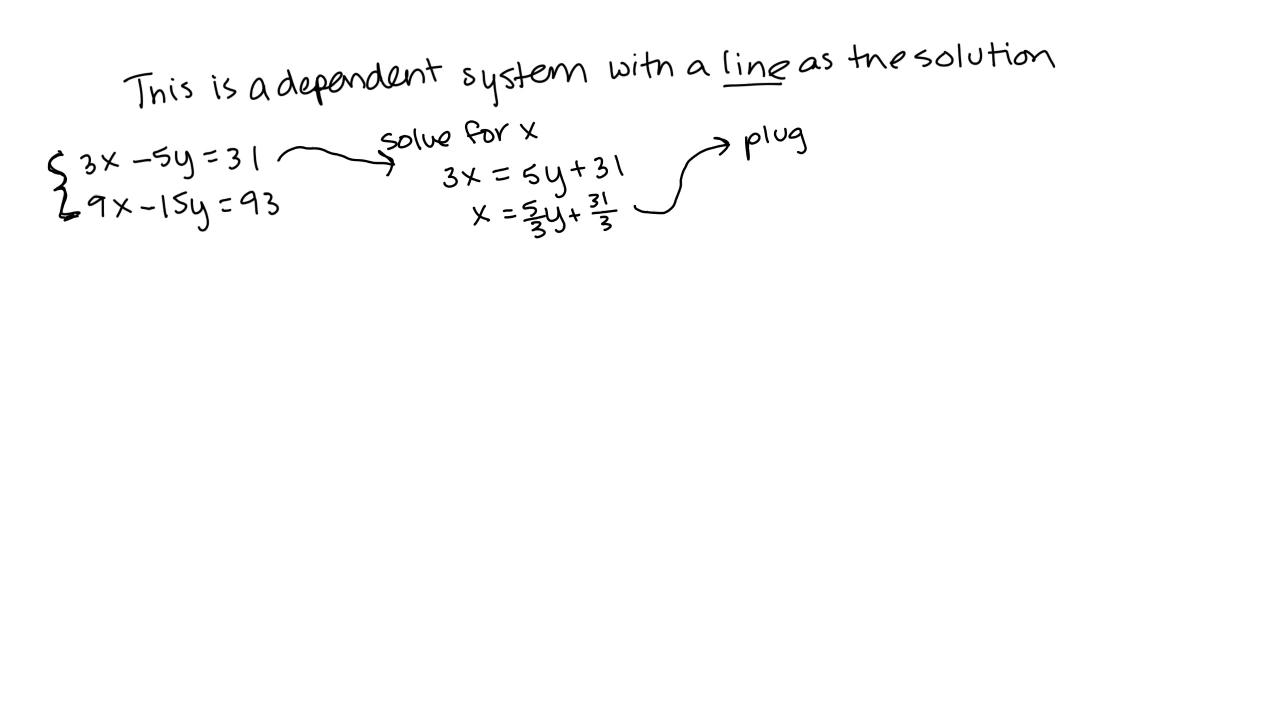 This is a dependent system with a line as the solution
solve for x
plug
3x - 5y = 31
3x = 5y + 31
9x - 15y = 93
x = 5/3 y + 31/3